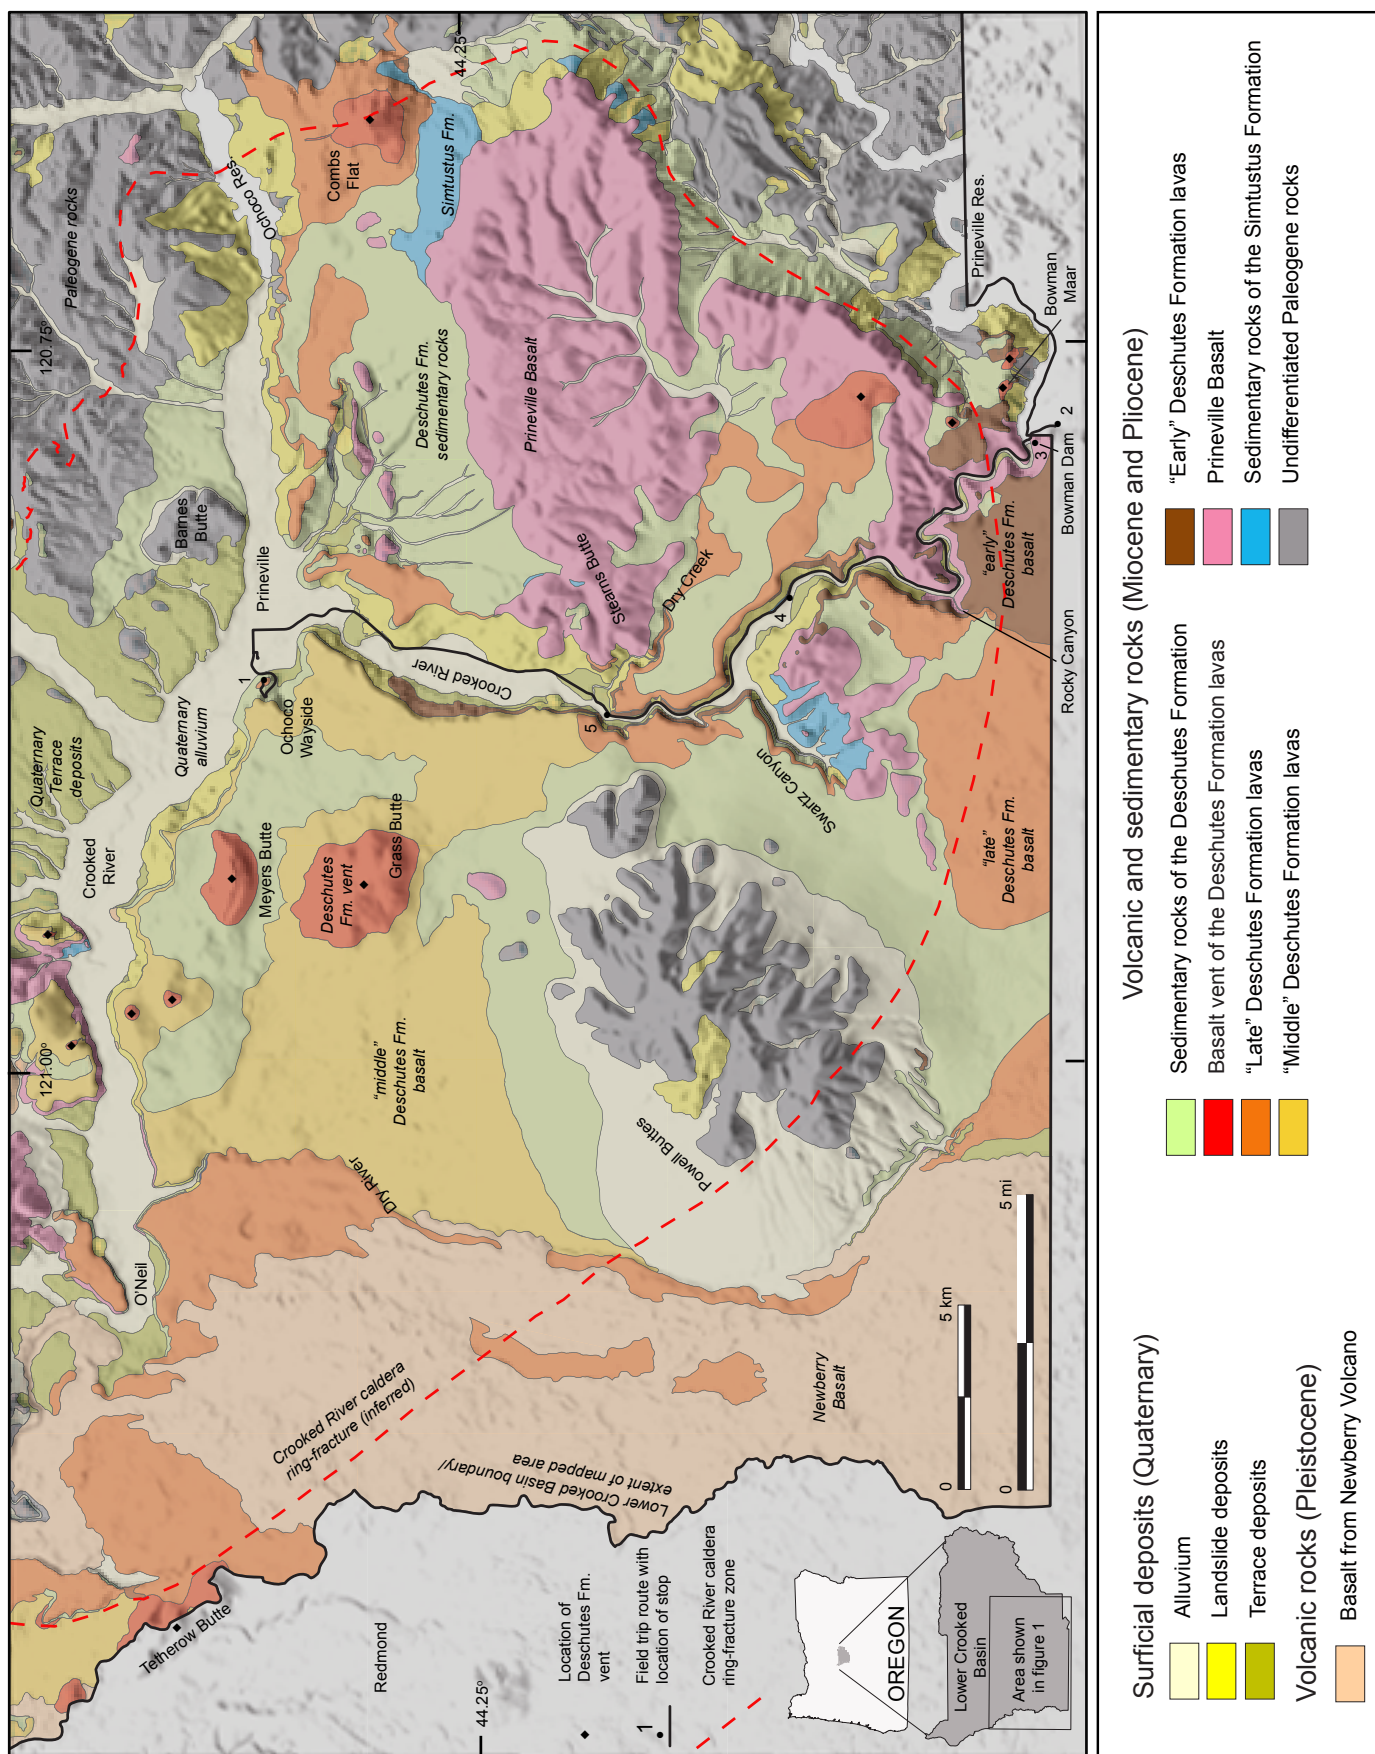 121.00º
120.75º
44.25º
44.25º
Tetherow Butte
Redmond
O'Neil
Crooked
River
Quaternary
Terrace
deposits
Quaternary
alluvium
Paleogene rocks
Barnes
Butte
Prineville
Ochoco Res.
Ochoco
Wayside
1
Meyers Butte
Deschutes
Fm. vent
Grass Butte
"middle"
Deschutes Fm.
basalt
Dry River
Combs
Flat
Simtustus Fm.
Deschutes Fm.
sedimentary rocks
Prineville Basalt
Crooked River
Stearns Butte
Dry Creek
5
4
Swartz Canyon
Powell Buttes
Crooked River caldera
ring-fracture (inferred)
Lower Crooked Basin boundary/
extent of mapped area
Newberry
Basalt
"late"
Deschutes Fm.
basalt
"early"
Deschutes Fm.
basalt
Rocky Canyon
Bowman Dam
3
2
Bowman
Maar
Prineville Res.
0
5 km
0
5 mi
Location of
Deschutes Fm.
vent
1
Field trip route with
location of stop
Crooked River caldera
ring-fracture zone
OREGON
Lower Crooked
Basin
Area shown
in figure 1
Surficial deposits (Quaternary)
Alluvium
Landslide deposits
Terrace deposits
Volcanic rocks (Pleistocene)
Basalt from Newberry Volcano
Volcanic and sedimentary rocks (Miocene and Pliocene)
Sedimentary rocks of the Deschutes Formation
Basalt vent of the Deschutes Formation lavas
"Late" Deschutes Formation lavas
"Middle" Deschutes Formation lavas
"Early" Deschutes Formation lavas
Prineville Basalt
Sedimentary rocks of the Simtustus Formation
Undifferentiated Paleogene rocks